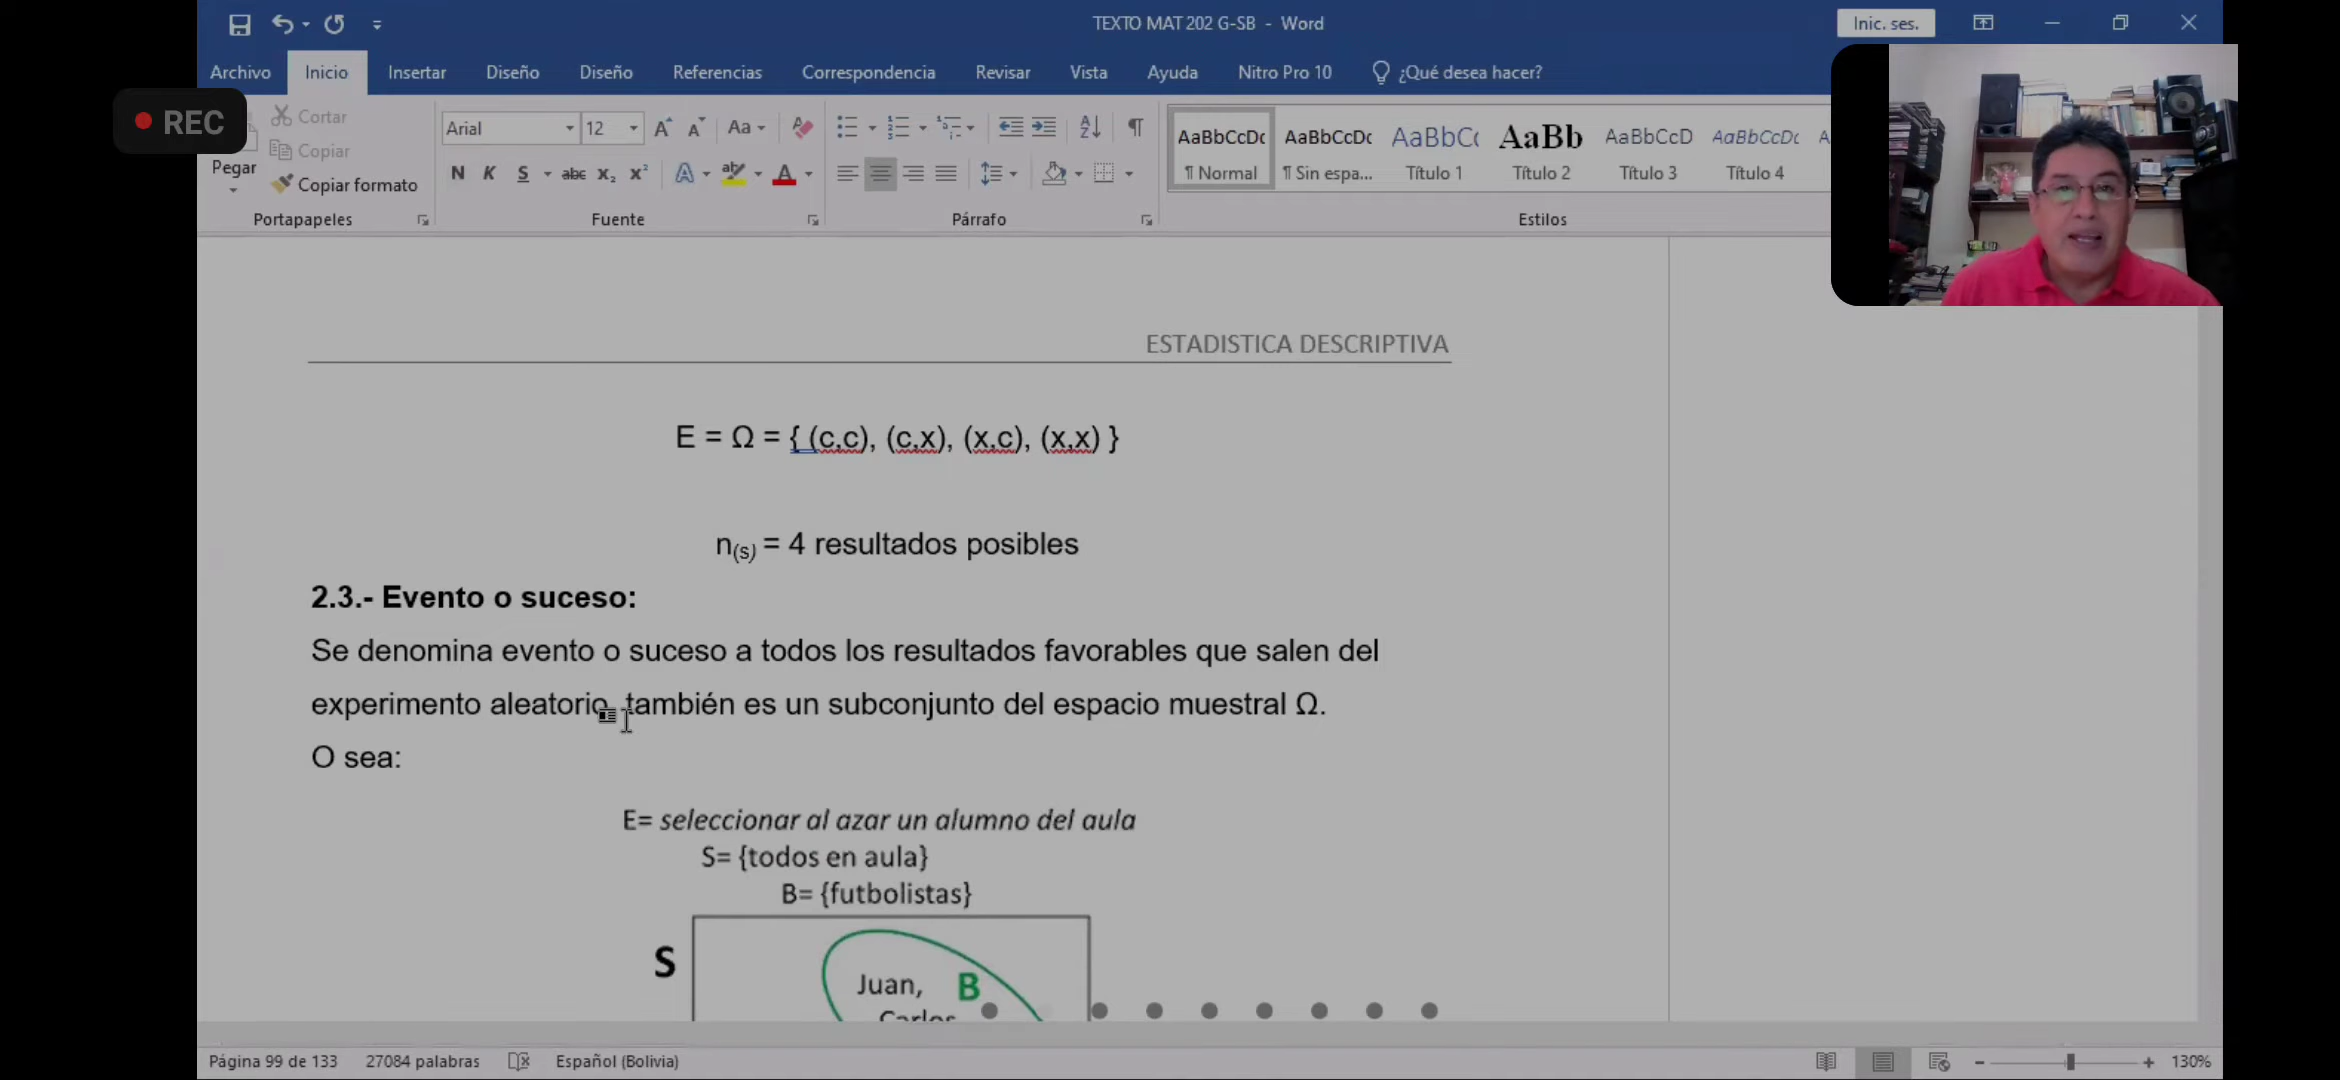 TEXTO MAT 202 G-SB - Word
Inic. ses.
Archivo Inicio Insertar Diseño Diseño Referencias Correspondencia Revisar Vista Ayuda Nitro Pro 10 ¿Qué desea hacer?
REC
Pegar
Cortar
Copiar
Copiar formato
Portapapeles
Arial 12 Aa
N K S abc x₂ x² A A
Fuente
Párrafo
AaBbCcDc AaBbCcDc AaBbC( AaBb AaBbCcD AaBbCcDc
¶ Normal ¶ Sin espa... Título 1 Título 2 Título 3 Título 4
Estilos
ESTADISTICA DESCRIPTIVA
E = Ω = { (c,c), (c,x), (x,c), (x,x) }
n(s) = 4 resultados posibles
2.3.- Evento o suceso:
Se denomina evento o suceso a todos los resultados favorables que salen del
experimento aleatorio, también es un subconjunto del espacio muestral Ω.
O sea:
E= seleccionar al azar un alumno del aula
S= {todos en aula}
B= {futbolistas}
S
Juan, B
Carlos
Página 99 de 133 27084 palabras Español (Bolivia) 130%